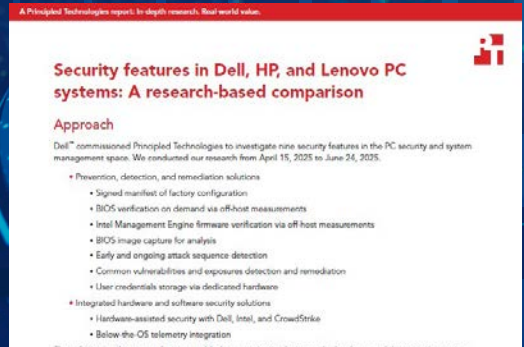 A Principled Technologies report: In-depth research. Real-world value.
PT
Security features in Dell, HP, and Lenovo PC
systems: A research-based comparison
Approach
Dell™ commissioned Principled Technologies to investigate nine security features in the PC security and system
management space. We conducted our research from April 15, 2025 to June 24, 2025.
• Prevention, detection, and remediation solutions
• Signed manifest of factory configuration
• BIOS verification on demand via off-host measurements
• Intel Management Engine firmware verification via off-host measurements
• BIOS image capture for analysis
• Early and ongoing attack sequence detection
• Common vulnerabilities and exposures detection and remediation
• User credentials storage via dedicated hardware
• Integrated hardware and software security solutions
• Hardware-assisted security with Dell, Intel, and CrowdStrike
• Below-the-OS telemetry integration